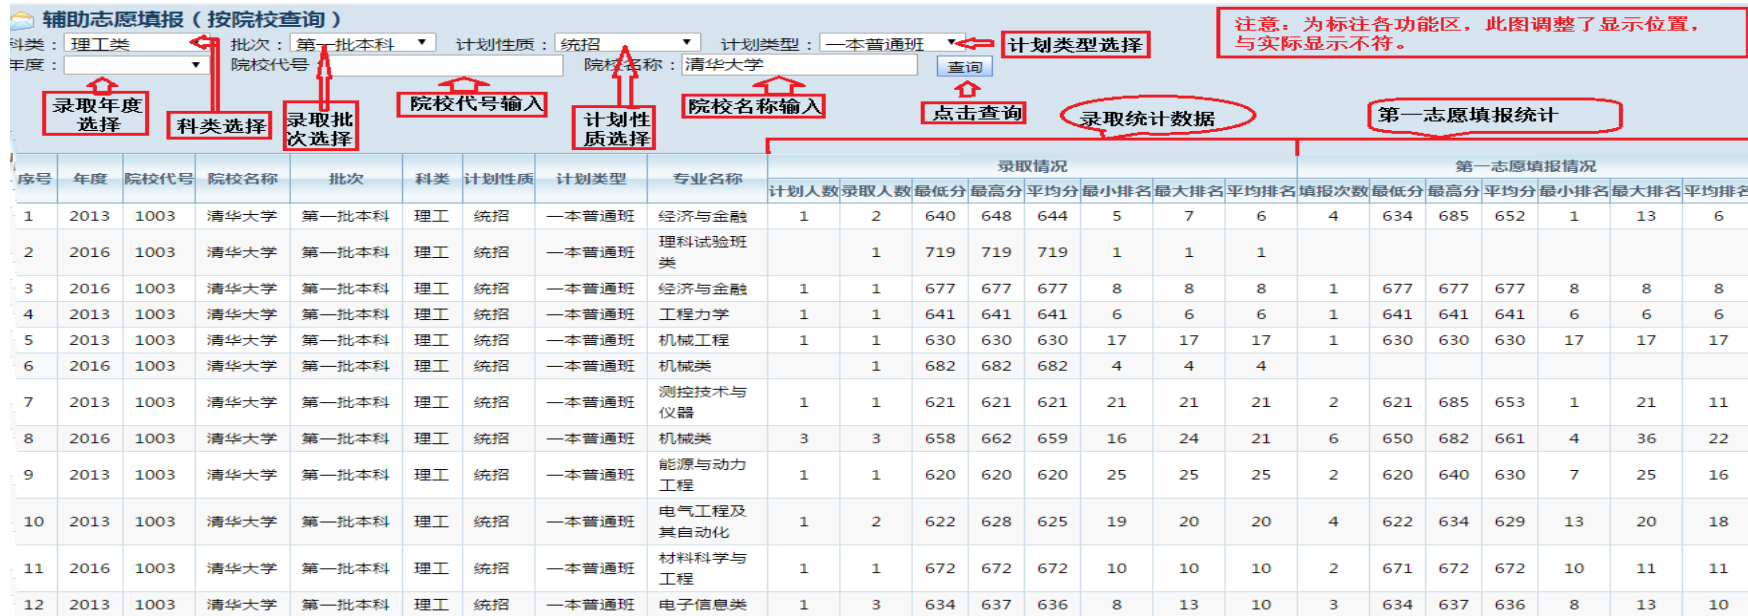 辅助志愿填报（按院校查询）
科类：理工类 批次：第一批本科 计划性质：统招 计划类型：一本普通班 计划类型选择
注意：为标注各功能区，此图调整了显示位置，
与实际显示不符。
年度： 院校代号 院校名称：清华大学 查询
录取年度
选择
科类选择
录取批
次选择
院校代号输入
计划性
质选择
院校名称输入
点击查询
录取统计数据
第一志愿填报统计
录取情况 第一志愿填报情况
序号 年度 院校代号 院校名称 批次 科类 计划性质 计划类型 专业名称
计划人数 录取人数 最低分 最高分 平均分 最小排名 最大排名 平均排名 填报次数 最低分 最高分 平均分 最小排名 最大排名 平均排名
1 2013 1003 清华大学 第一批本科 理工 统招 一本普通班 经济与金融 1 2 640 648 644 5 7 6 4 634 685 652 1 13 6
2 2016 1003 清华大学 第一批本科 理工 统招 一本普通班 理科试验班
类 1 719 719 719 1 1 1
3 2016 1003 清华大学 第一批本科 理工 统招 一本普通班 经济与金融 1 1 677 677 677 8 8 8 1 677 677 677 8 8 8
4 2013 1003 清华大学 第一批本科 理工 统招 一本普通班 工程力学 1 1 641 641 641 6 6 6 1 641 641 641 6 6 6
5 2013 1003 清华大学 第一批本科 理工 统招 一本普通班 机械工程 1 1 630 630 630 17 17 17 1 630 630 630 17 17 17
6 2016 1003 清华大学 第一批本科 理工 统招 一本普通班 机械类 1 682 682 682 4 4 4
7 2013 1003 清华大学 第一批本科 理工 统招 一本普通班 测控技术与
仪器 1 1 621 621 621 21 21 21 2 621 685 653 1 21 11
8 2016 1003 清华大学 第一批本科 理工 统招 一本普通班 机械类 3 3 658 662 659 16 24 21 6 650 682 661 4 36 22
9 2013 1003 清华大学 第一批本科 理工 统招 一本普通班 能源与动力
工程 1 1 620 620 620 25 25 25 2 620 640 630 7 25 16
10 2013 1003 清华大学 第一批本科 理工 统招 一本普通班 电气工程及
其自动化 1 2 622 628 625 19 20 20 4 622 634 629 13 20 18
11 2016 1003 清华大学 第一批本科 理工 统招 一本普通班 材料科学与
工程 1 1 672 672 672 10 10 10 2 671 672 672 10 11 11
12 2013 1003 清华大学 第一批本科 理工 统招 一本普通班 电子信息类 1 3 634 637 636 8 13 10 3 634 637 636 8 13 10